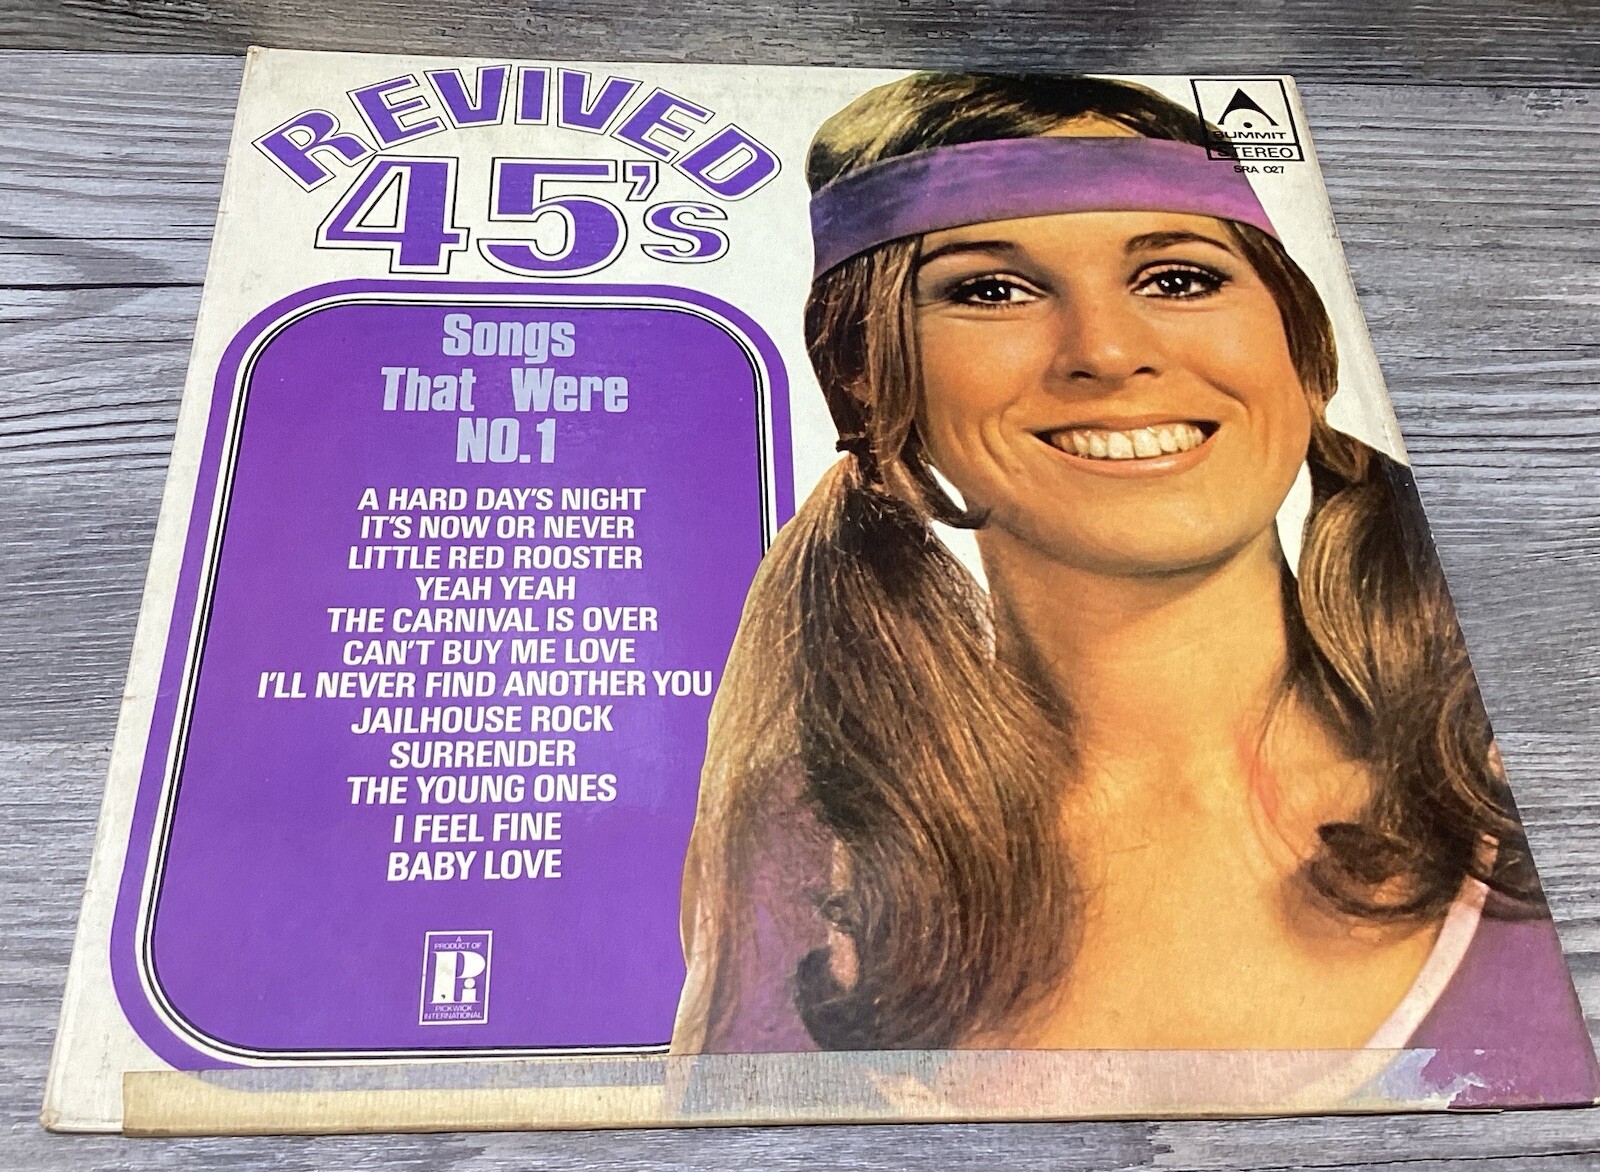 REVIVED
45's
SUMMIT
STEREO
SRA 027
Songs
That Were
NO.1
A HARD DAY'S NIGHT
IT'S NOW OR NEVER
LITTLE RED ROOSTER
YEAH YEAH
THE CARNIVAL IS OVER
CAN'T BUY ME LOVE
I'LL NEVER FIND ANOTHER YOU
JAILHOUSE ROCK
SURRENDER
THE YOUNG ONES
I FEEL FINE
BABY LOVE
A
PRODUCT OF
Pi
PICKWICK
INTERNATIONAL